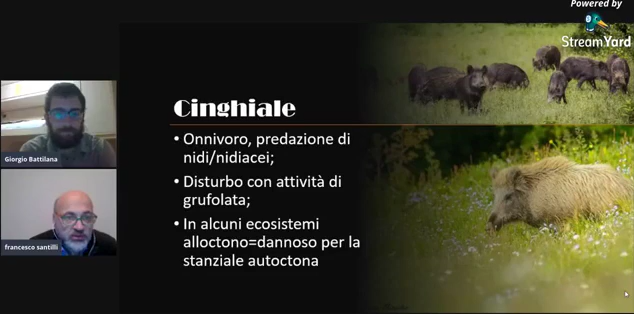 Powered by
StreamYard
Cinghiale
• Onnivoro, predazione di
nidi/nidiacei;
• Disturbo con attività di
grufolata;
• In alcuni ecosistemi
alloctono=dannoso per la
stanziale autoctona
Giorgio Battilana
francesco santilli